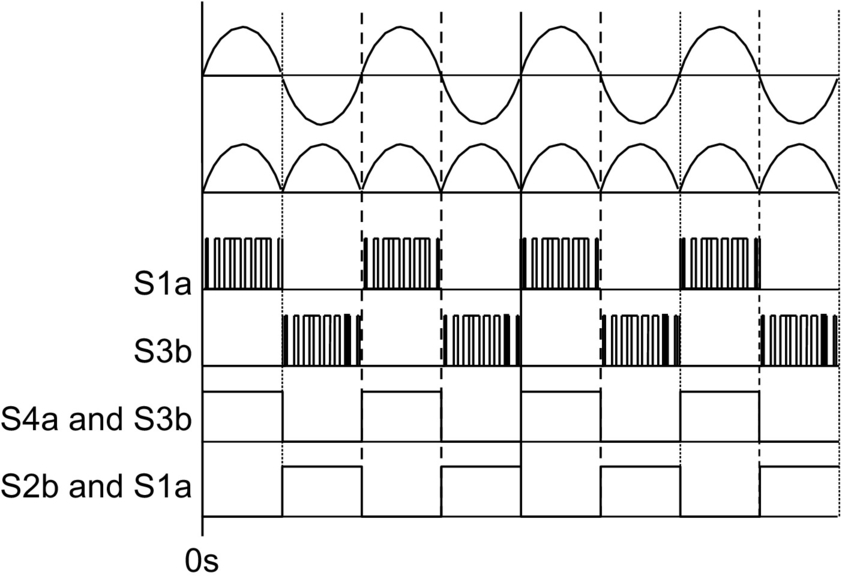 S1a
S3b
S4a and S3b
S2b and S1a
0s